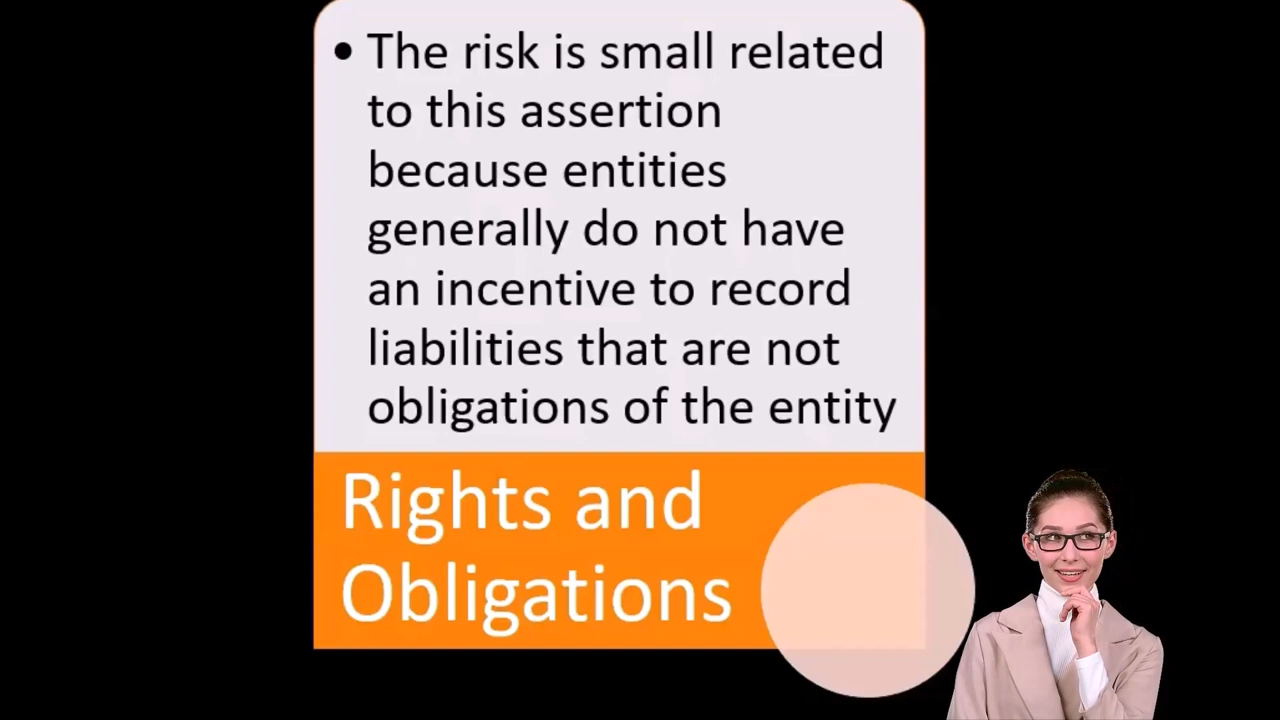 • The risk is small related
to this assertion
because entities
generally do not have
an incentive to record
liabilities that are not
obligations of the entity
Rights and
Obligations